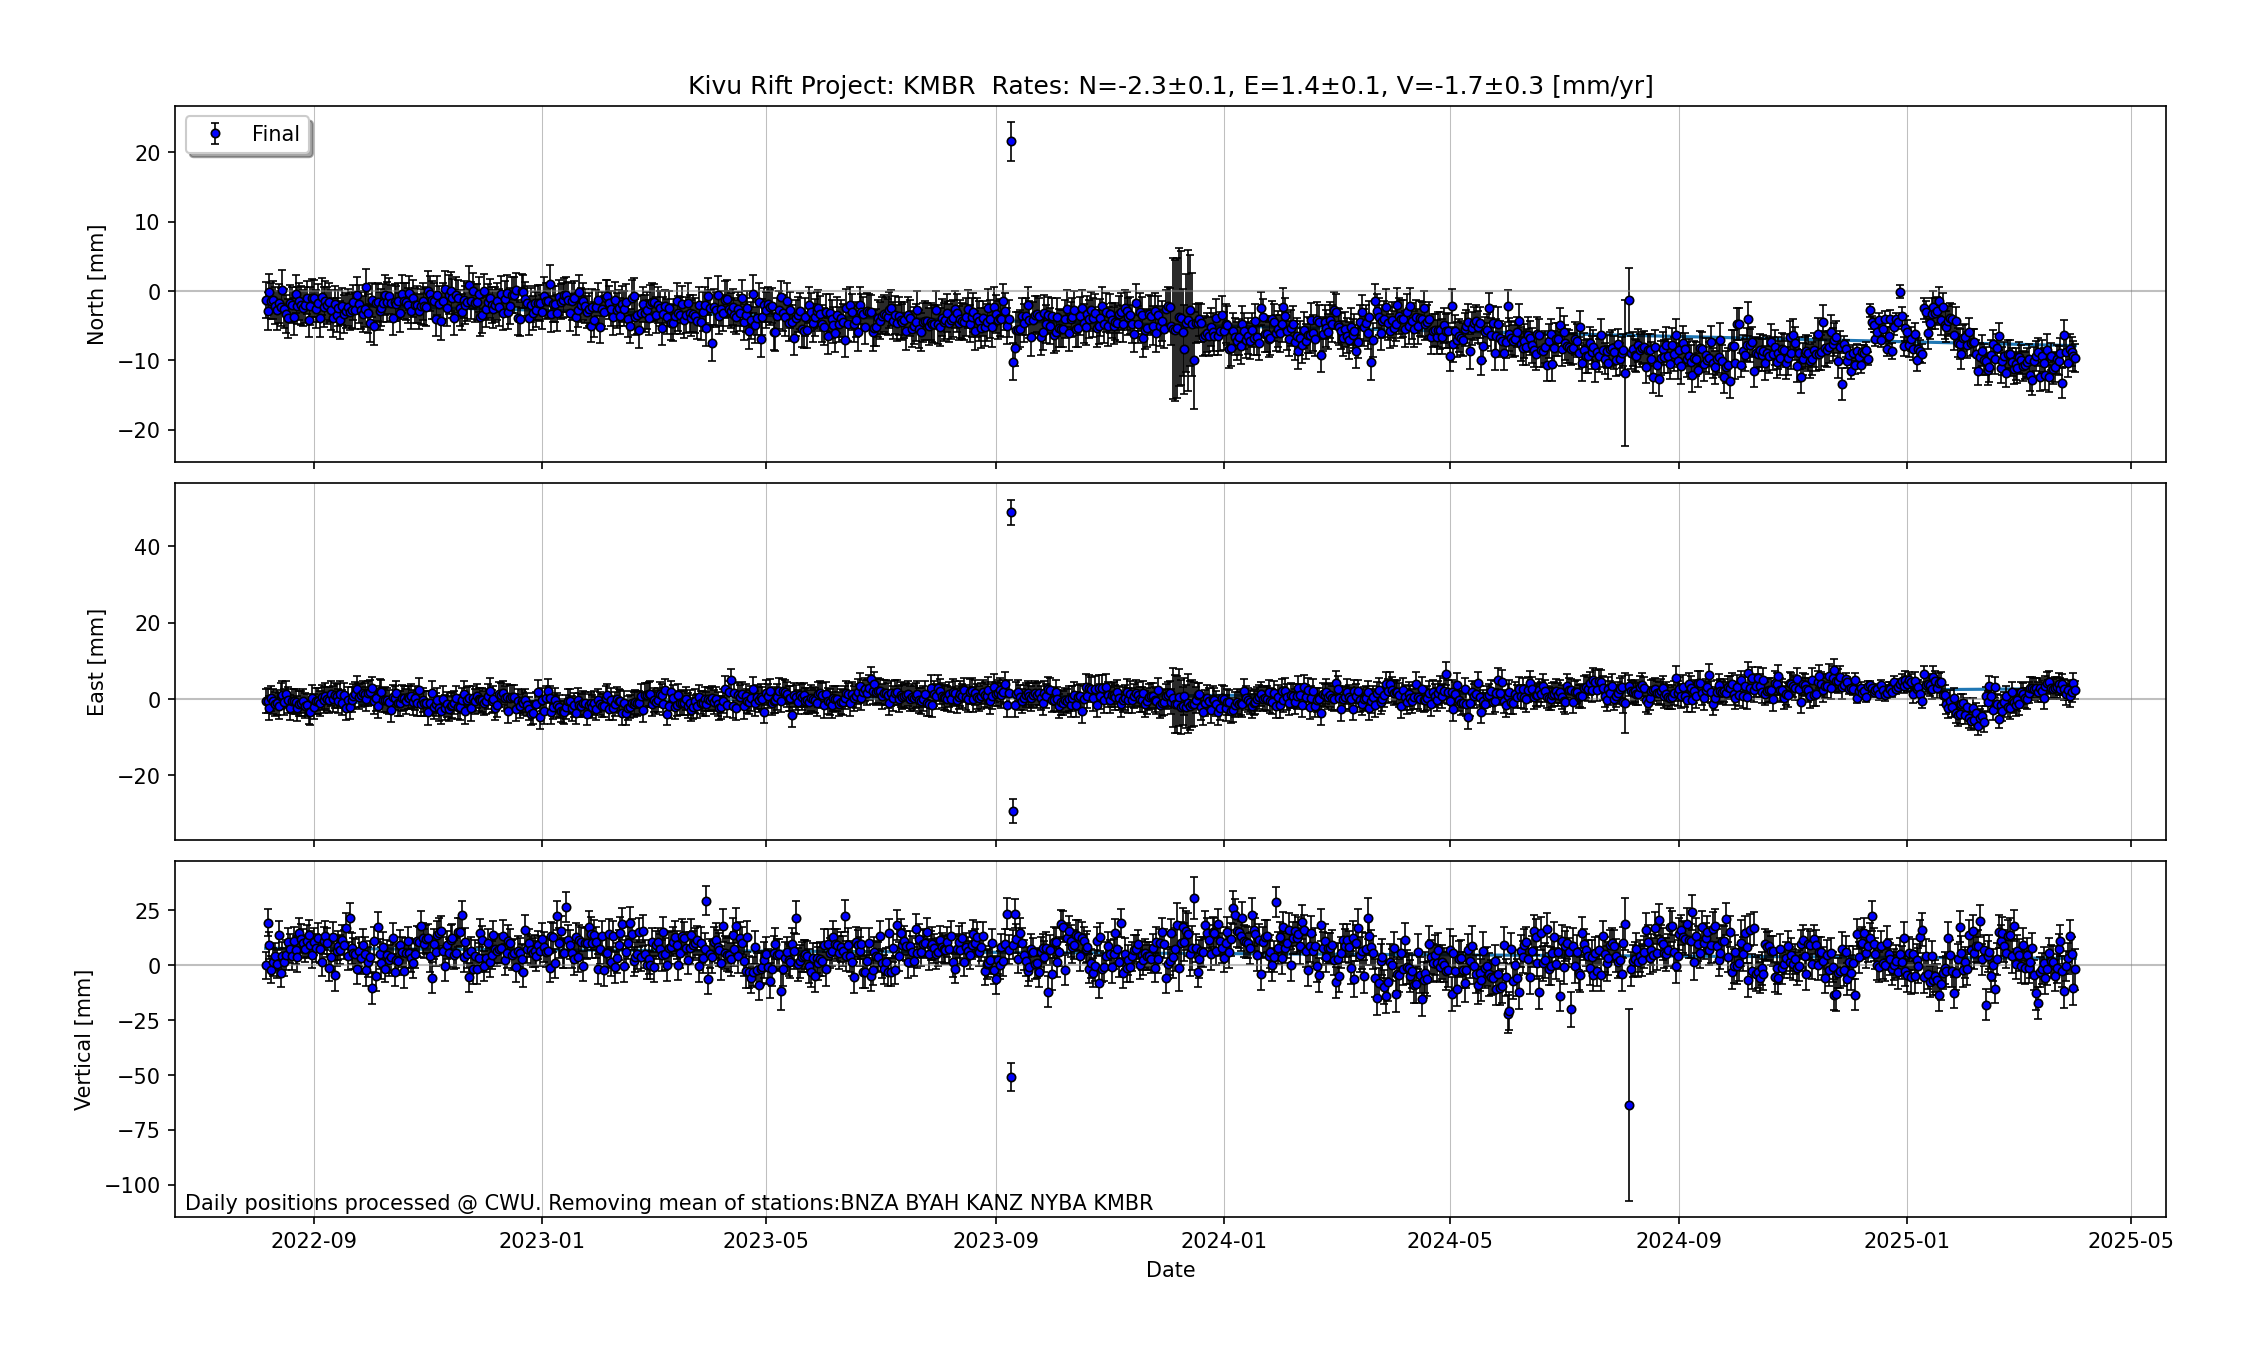 Kivu Rift Project: KMBR  Rates: N=-2.3±0.1, E=1.4±0.1, V=-1.7±0.3 [mm/yr]
Final
20
10
0
−10
−20
North [mm]
40
20
0
−20
East [mm]
25
0
−25
−50
−75
−100
Vertical [mm]
Daily positions processed @ CWU. Removing mean of stations:BNZA BYAH KANZ NYBA KMBR
2022-09 2023-01 2023-05 2023-09 2024-01 2024-05 2024-09 2025-01 2025-05
Date